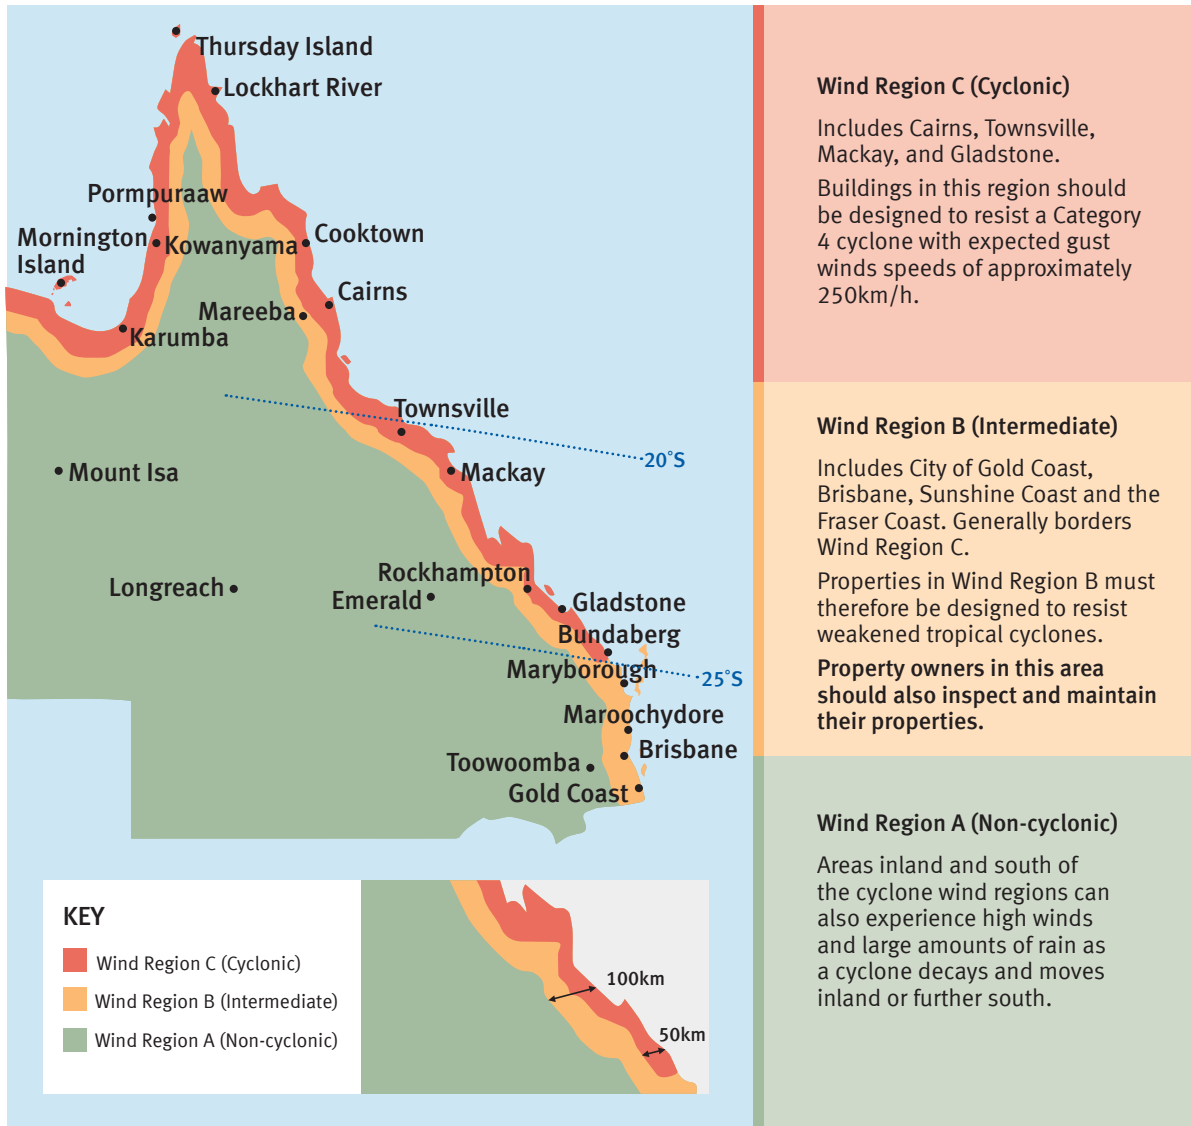 Thursday Island
Lockhart River
Pormpuraaw
Mornington
Island
Kowanyama
Cooktown
Cairns
Mareeba
Karumba
Townsville
20°S
Mount Isa
Mackay
Rockhampton
Longreach
Emerald
Gladstone
Bundaberg
Maryborough
25°S
Maroochydore
Brisbane
Toowoomba
Gold Coast
KEY
Wind Region C (Cyclonic)
Wind Region B (Intermediate)
Wind Region A (Non-cyclonic)
100km
50km
Wind Region C (Cyclonic)
Includes Cairns, Townsville,
Mackay, and Gladstone.
Buildings in this region should
be designed to resist a Category
4 cyclone with expected gust
winds speeds of approximately
250km/h.
Wind Region B (Intermediate)
Includes City of Gold Coast,
Brisbane, Sunshine Coast and the
Fraser Coast. Generally borders
Wind Region C.
Properties in Wind Region B must
therefore be designed to resist
weakened tropical cyclones.
Property owners in this area
should also inspect and maintain
their properties.
Wind Region A (Non-cyclonic)
Areas inland and south of
the cyclone wind regions can
also experience high winds
and large amounts of rain as
a cyclone decays and moves
inland or further south.